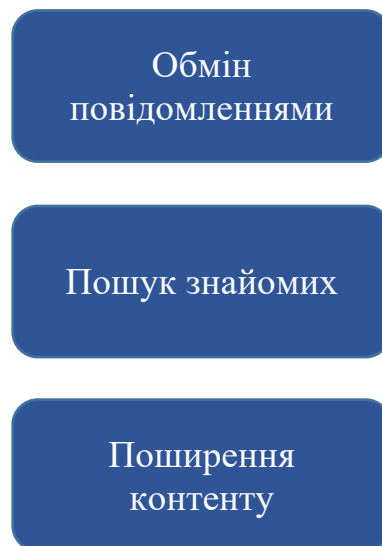 Обмін
повідомленнями
Пошук знайомих
Поширення
контенту